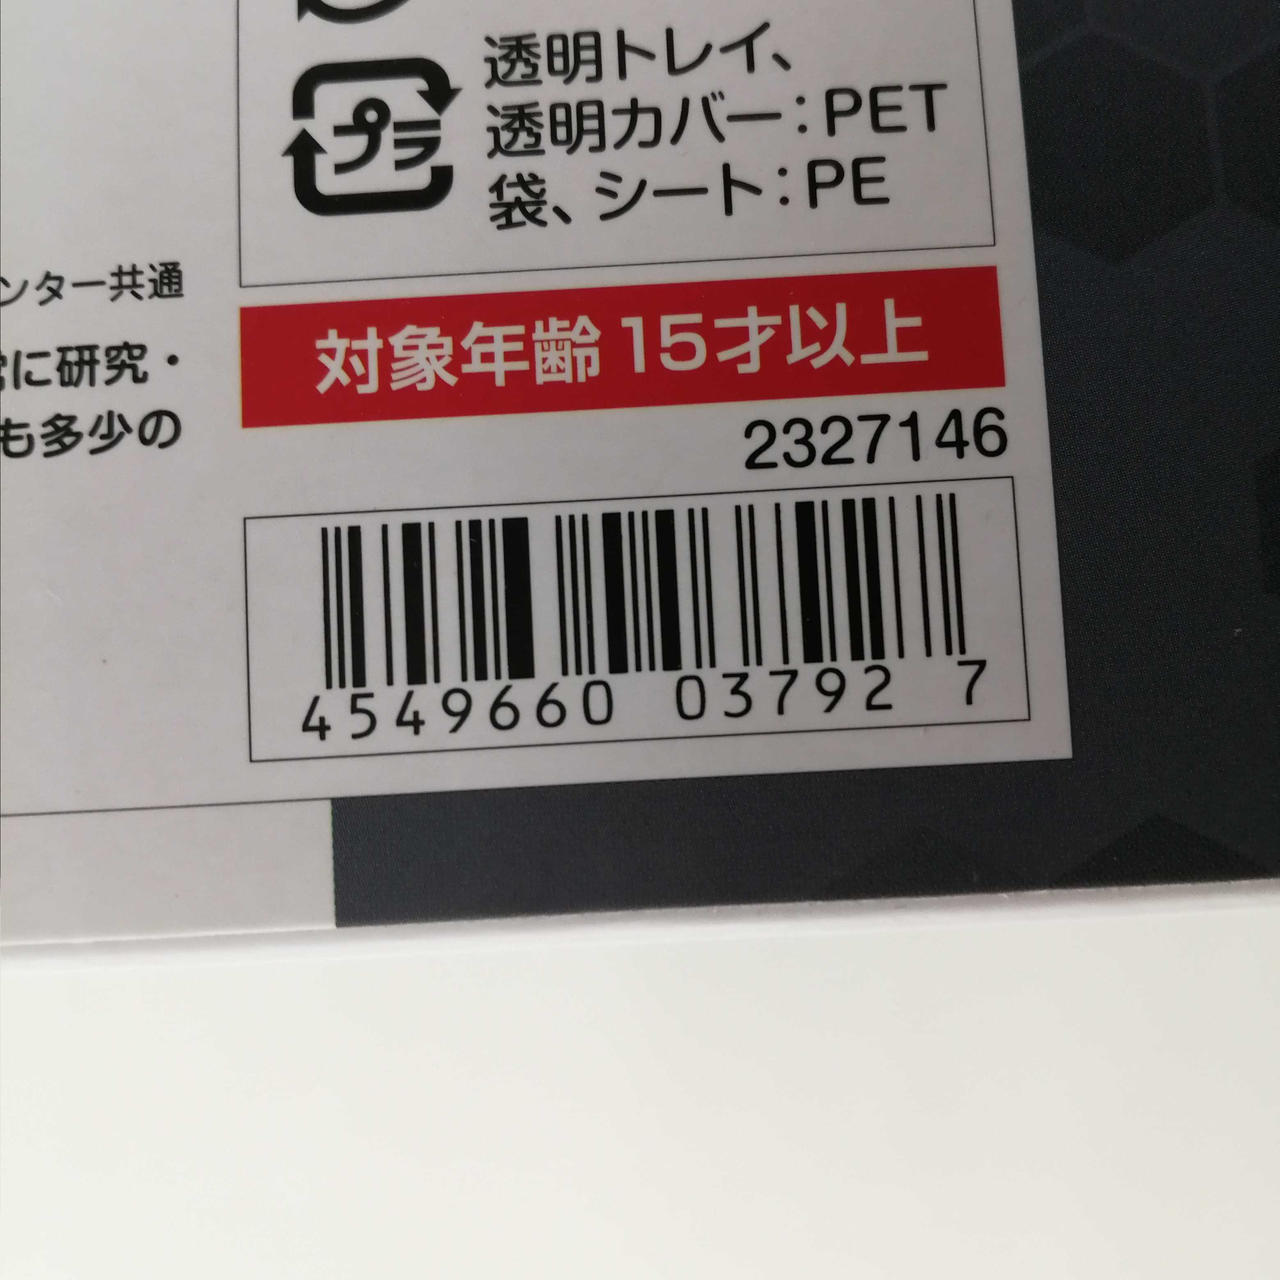 プラ
透明トレイ、
透明カバー：PET
袋、シート：PE
ンター共通
に研究・
も多少の
対象年齢 15才以上
2327146
4549660 03792 7